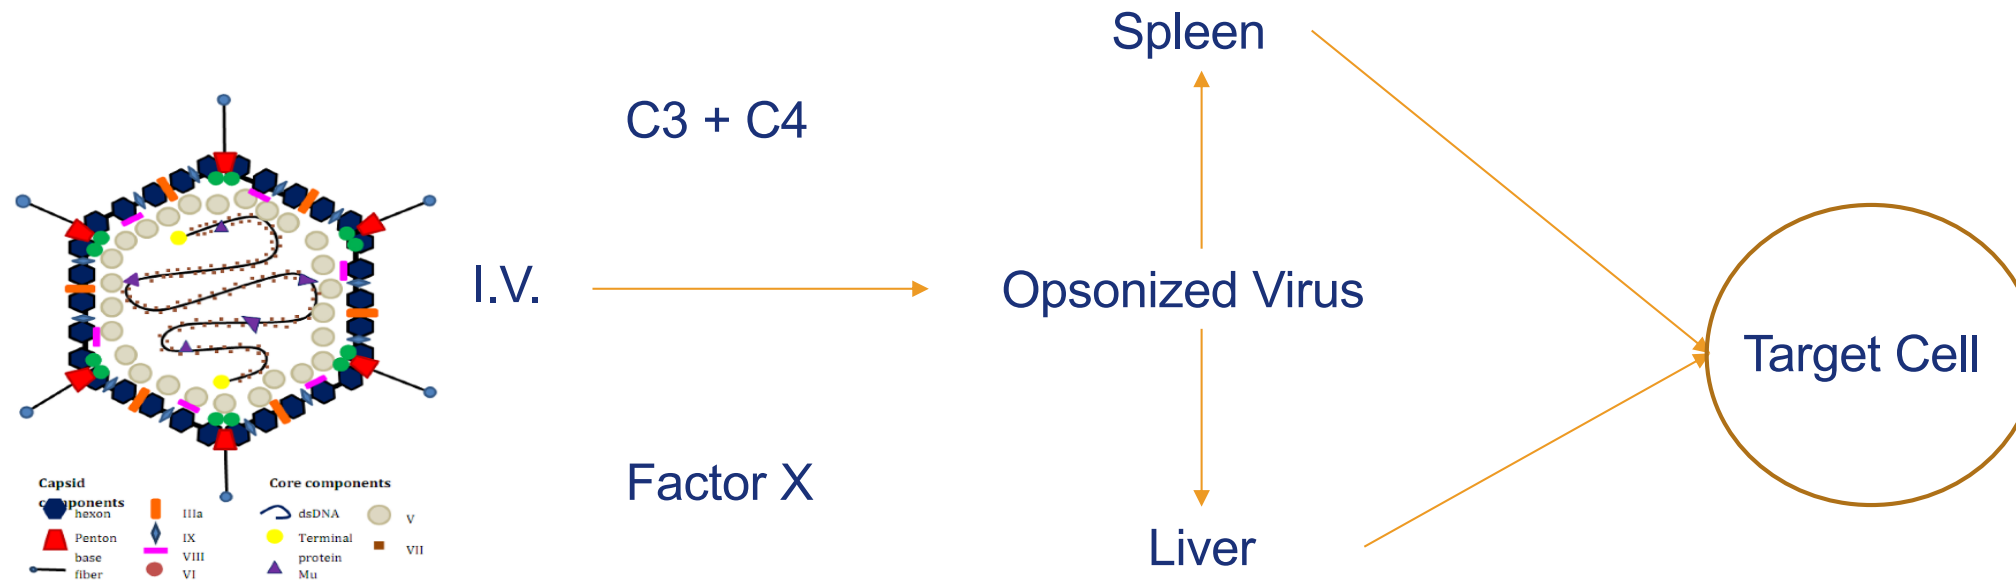 Spleen
C3 + C4
I.V.
Opsonized Virus
Target Cell
Factor X
Liver
Capsid
components
hexon
Penton
base
fiber
IIIa
IX
VIII
VI
Core components
dsDNA
Terminal
protein
Mu
V
VII